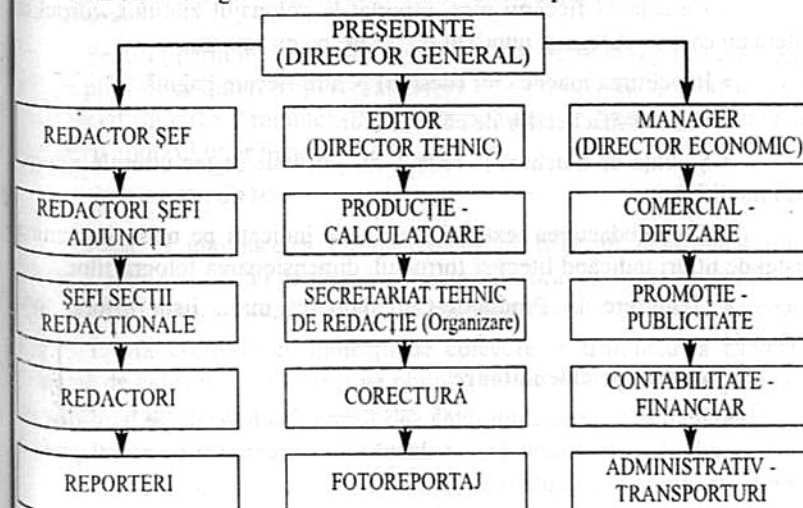 PREŞEDINTE
(DIRECTOR GENERAL)
REDACTOR ŞEF
REDACTORI ŞEFI
ADJUNCŢI
ŞEFI SECŢII
REDACŢIONALE
REDACTORI
REPORTERI
EDITOR
(DIRECTOR TEHNIC)
PRODUCŢIE -
CALCULATOARE
SECRETARIAT TEHNIC
DE REDACŢIE (Organizare)
CORECTURĂ
FOTOREPORTAJ
MANAGER
(DIRECTOR ECONOMIC)
COMERCIAL -
DIFUZARE
PROMOŢIE -
PUBLICITATE
CONTABILITATE -
FINANCIAR
ADMINISTRATIV -
TRANSPORTURI